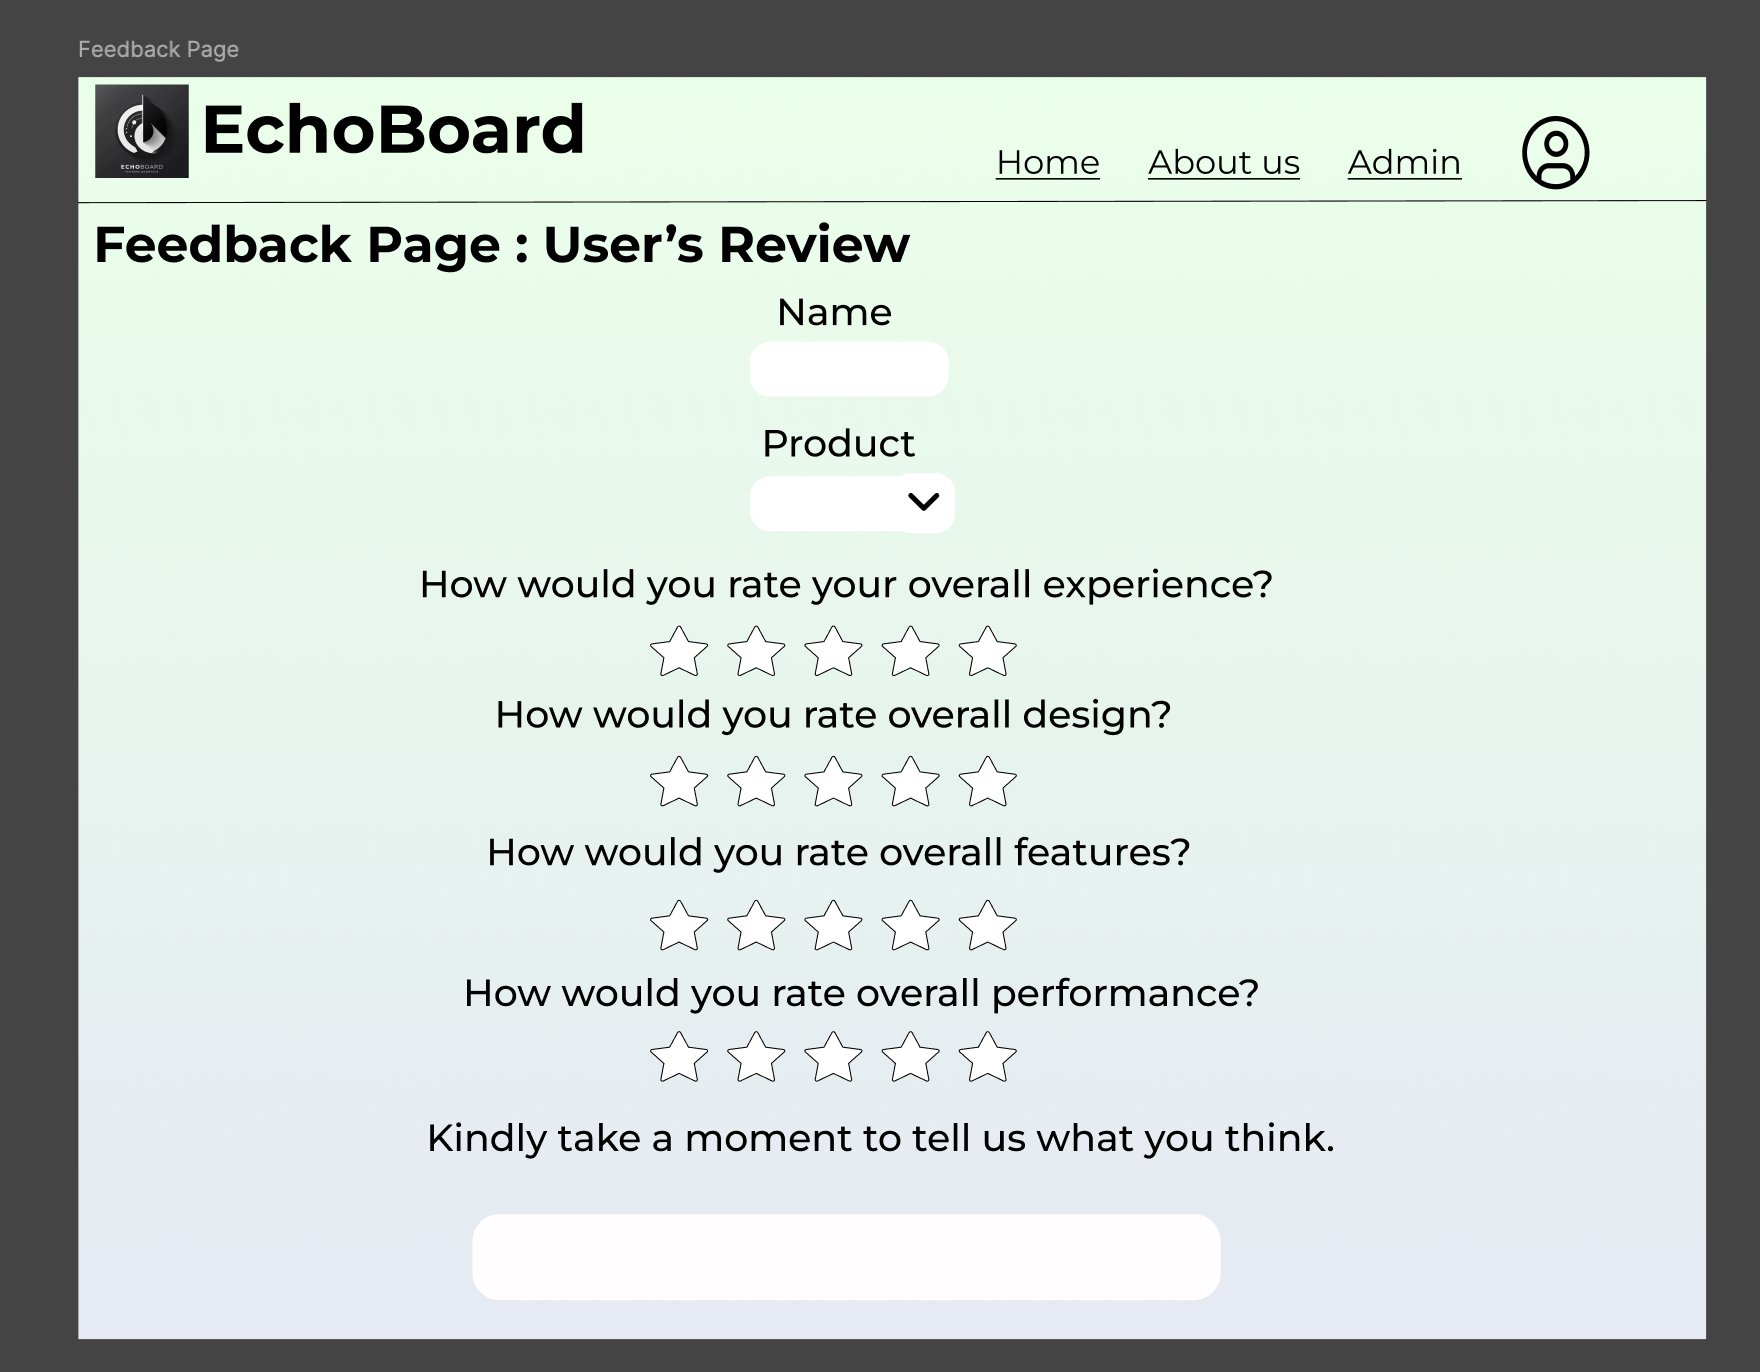 Feedback Page
ECHOBOARD
EchoBoard
Home About us Admin
Feedback Page : User’s Review
Name
Product
How would you rate your overall experience?
How would you rate overall design?
How would you rate overall features?
How would you rate overall performance?
Kindly take a moment to tell us what you think.